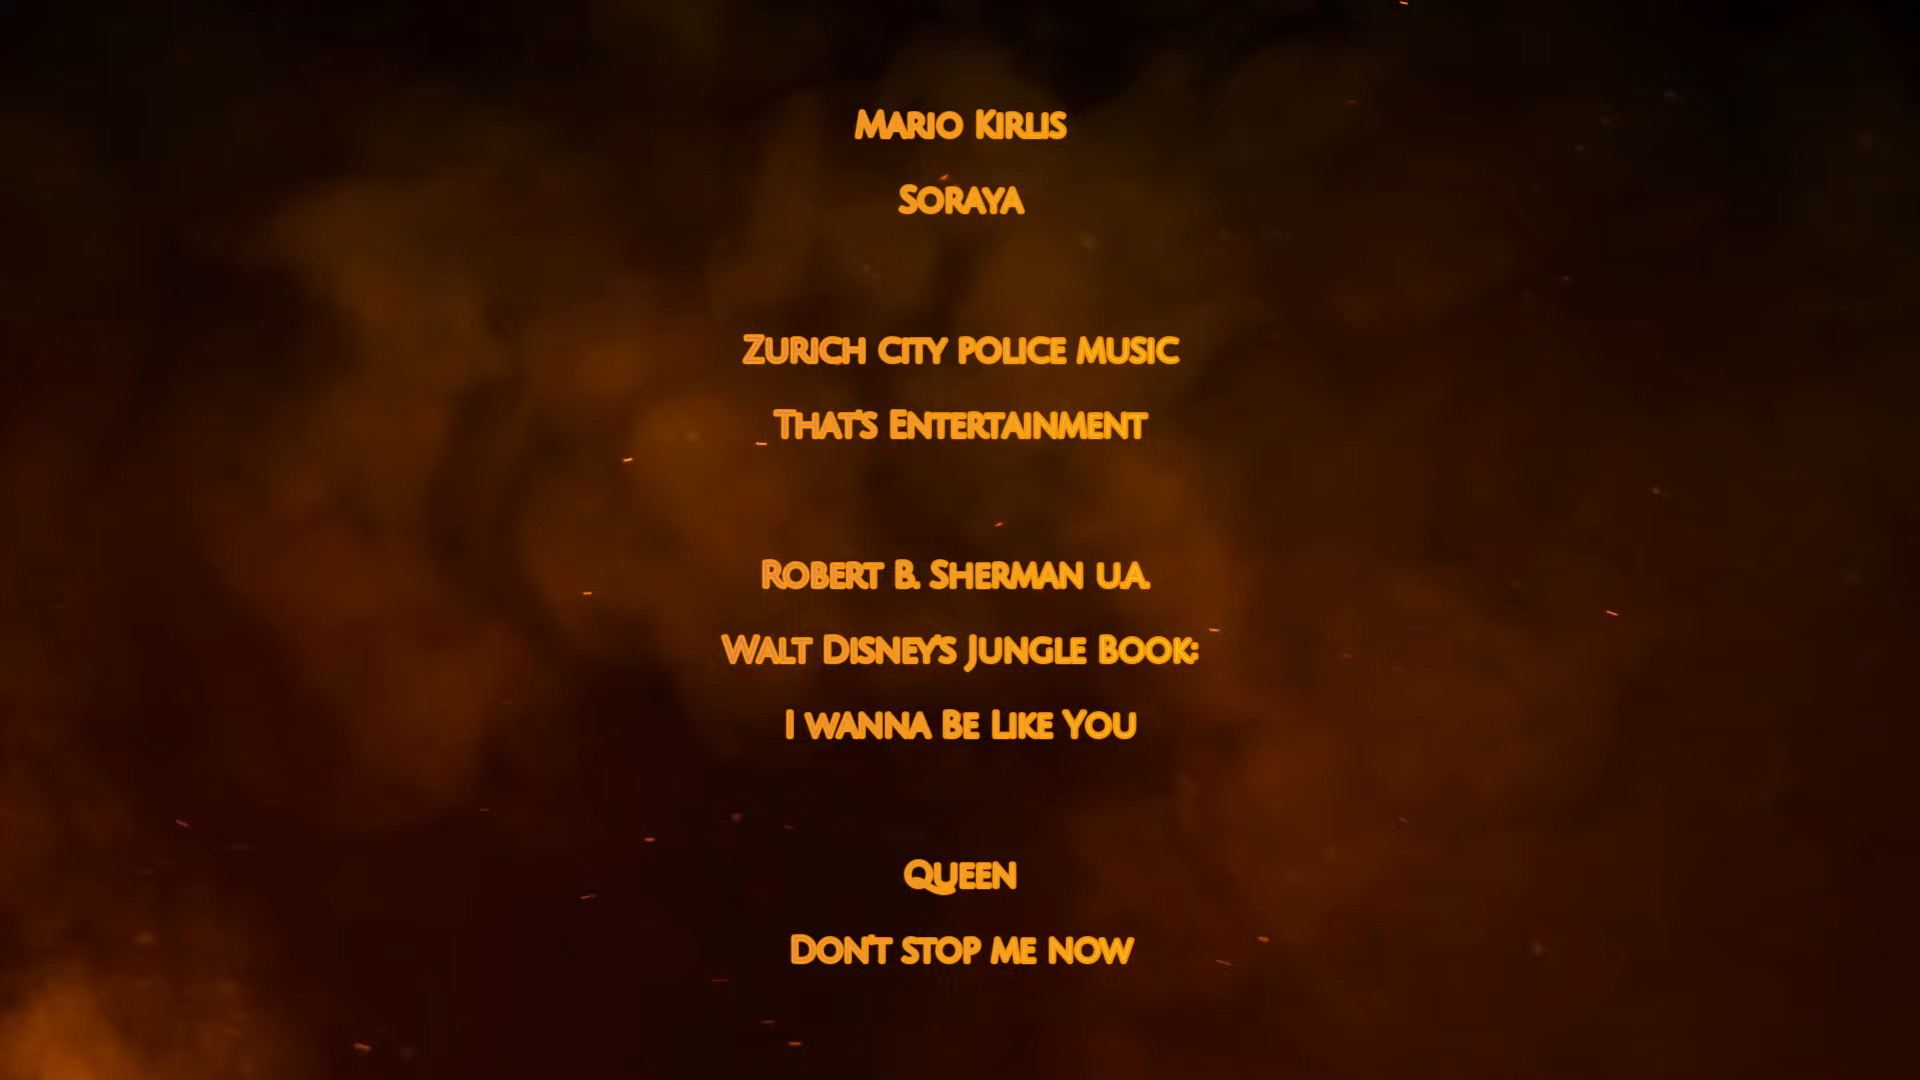 Mario Kirlis
Soraya
Zurich city police music
That's Entertainment
Robert B. Sherman u.a.
Walt Disney's Jungle Book:
I wanna Be Like You
Queen
Don't stop me now